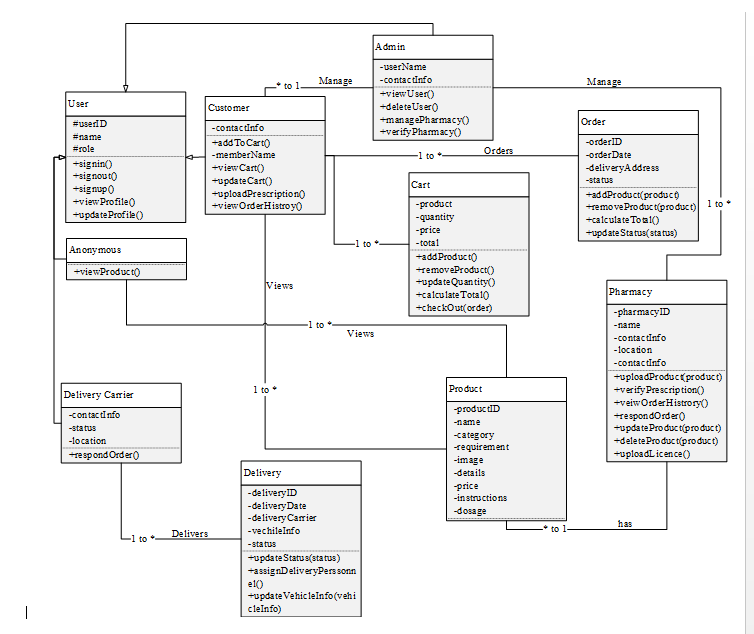 Admin
-userName
-contactInfo
+viewUser()
+deleteUser()
+managePharmacy()
+verifyPharmacy()
* to 1
Manage
Manage
User
#userID
#name
#role
+signin()
+signout()
+signup()
+viewProfile()
+updateProfile()
Customer
-contactInfo
+addToCart()
-memberName
+viewCart()
+updateCart()
+uploadPrescription()
+viewOrderHistroy()
1 to *
Orders
Order
-orderID
-orderDate
-deliveryAddress
-status
+addProduct(product)
+removeProduct(product)
+calculateTotal()
+updateStatus(status)
1 to *
Cart
-product
-quantity
-price
-total
+addProduct()
+removeProduct()
+updateQuantity()
+calculateTotal()
+checkOut(order)
1 to *
Anonymous
+viewProduct()
Views
1 to *
Views
Pharmacy
-pharmacyID
-name
-contactInfo
-location
-contactInfo
+uploadProduct(product)
+verifyPrescription()
+veiwOrderHistrory()
+respondOrder()
+updateProduct(product)
+deleteProduct(product)
+uploadLicence()
Delivery Carrier
-contactInfo
-status
-location
+respondOrder()
1 to *
Product
-productID
-name
-category
-requirement
-image
-details
-price
-instructions
-dosage
Delivery
-deliveryID
-deliveryDate
-deliveryCarrier
-vechileInfo
-status
+updateStatus(status)
+assignDeliveryPerssonn
el()
+updateVehicleInfo(vehi
cleInfo)
1 to *
Delivers
* to 1
has